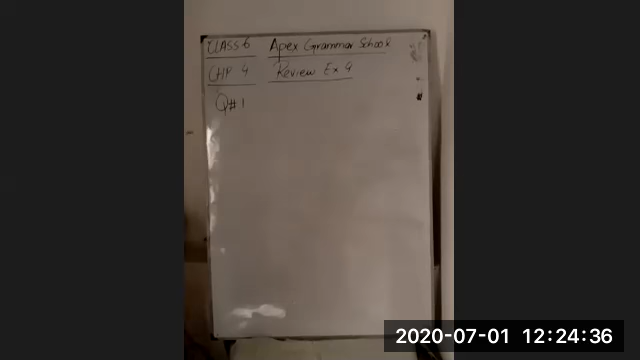 CLASS 6 Apex Grammar School
CHP 4 Review Ex 4
Q#1
2020-07-01 12:24:36